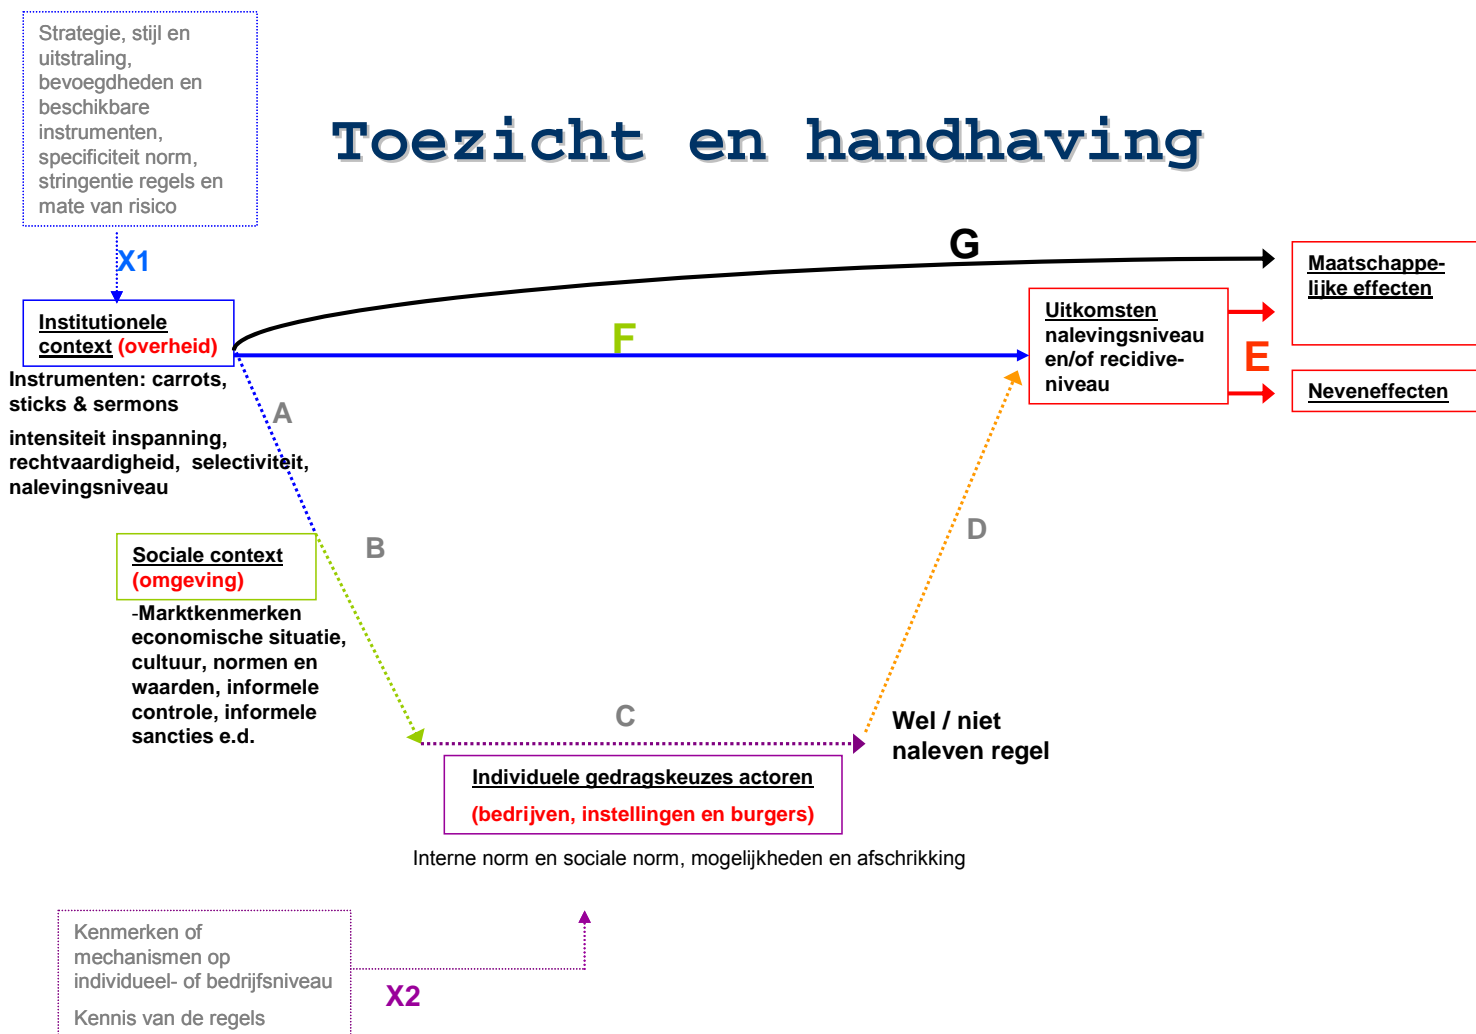 Strategie, stijl en
uitstraling,
bevoegdheden en
beschikbare
instrumenten,
specificiteit norm,
stringentie regels en
mate van risico
Toezicht en handhaving
X1
G
Maatschappe-
lijke effecten
Institutionele
context (overheid)
F
Uitkomsten
nalevingsniveau
en/of recidive-
niveau
E
Neveneffecten
Instrumenten: carrots,
sticks & sermons
intensiteit inspanning,
rechtvaardigheid, selectiviteit,
nalevingsniveau
A
B
D
Sociale context
(omgeving)
-Marktkenmerken
economische situatie,
cultuur, normen en
waarden, informele
controle, informele
sancties e.d.
C
Wel / niet
naleven regel
Individuele gedragskeuzes actoren
(bedrijven, instellingen en burgers)
Interne norm en sociale norm, mogelijkheden en afschrikking
Kenmerken of
mechanismen op
individueel- of bedrijfsniveau
Kennis van de regels
X2